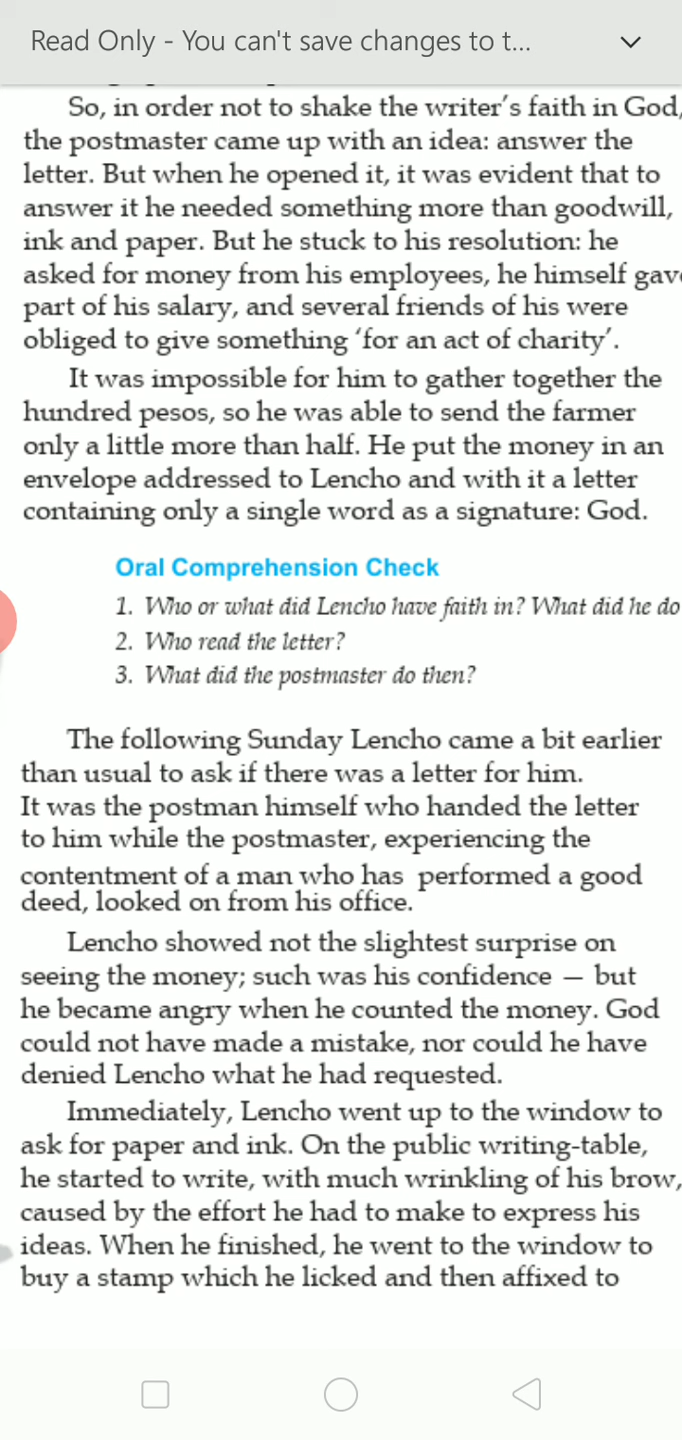 Read Only - You can't save changes to t...
So, in order not to shake the writer's faith in God,
the postmaster came up with an idea: answer the
letter. But when he opened it, it was evident that to
answer it he needed something more than goodwill,
ink and paper. But he stuck to his resolution: he
asked for money from his employees, he himself gave
part of his salary, and several friends of his were
obliged to give something ‘for an act of charity’.
It was impossible for him to gather together the
hundred pesos, so he was able to send the farmer
only a little more than half. He put the money in an
envelope addressed to Lencho and with it a letter
containing only a single word as a signature: God.
Oral Comprehension Check
1. Who or what did Lencho have faith in? What did he do
2. Who read the letter?
3. What did the postmaster do then?
The following Sunday Lencho came a bit earlier
than usual to ask if there was a letter for him.
It was the postman himself who handed the letter
to him while the postmaster, experiencing the
contentment of a man who has performed a good
deed, looked on from his office.
Lencho showed not the slightest surprise on
seeing the money; such was his confidence — but
he became angry when he counted the money. God
could not have made a mistake, nor could he have
denied Lencho what he had requested.
Immediately, Lencho went up to the window to
ask for paper and ink. On the public writing-table,
he started to write, with much wrinkling of his brow,
caused by the effort he had to make to express his
ideas. When he finished, he went to the window to
buy a stamp which he licked and then affixed to